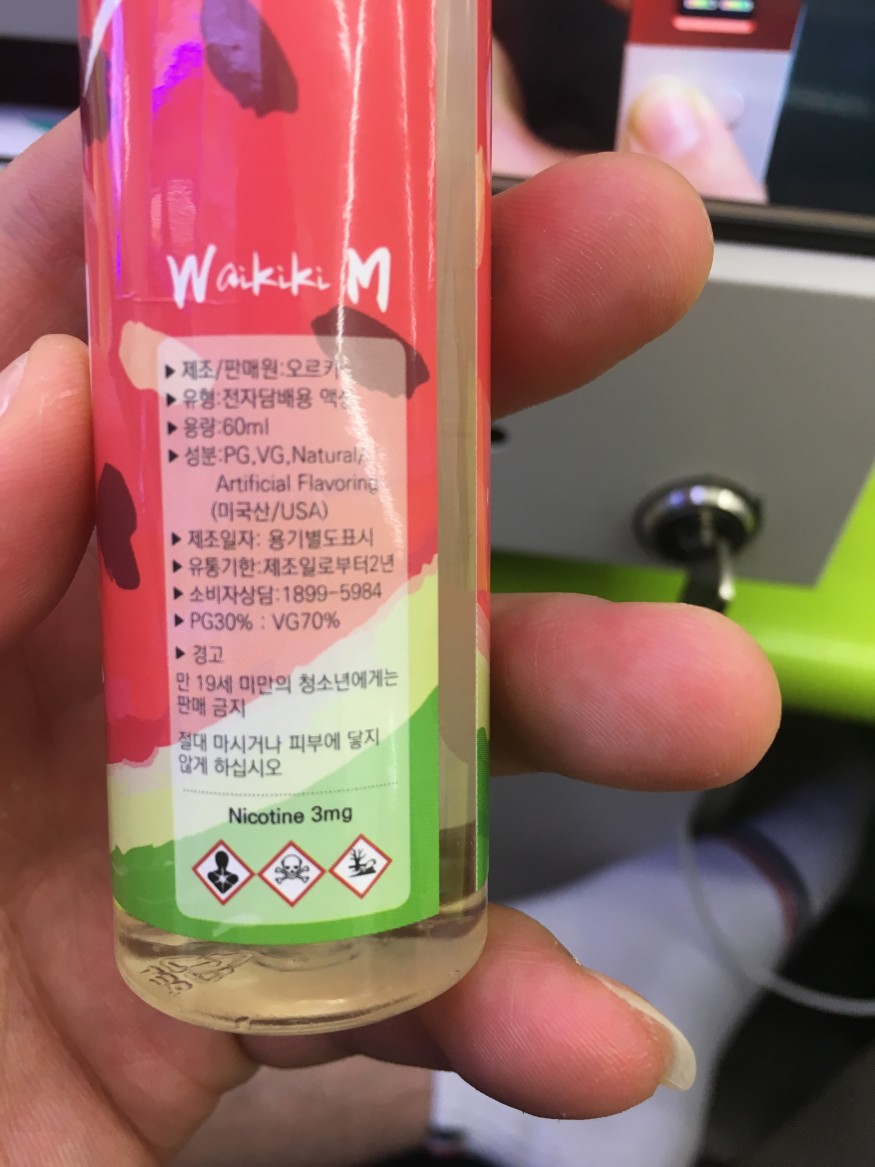 Waikiki M
▶ 제조/판매원:오르카
▶ 유형:전자담배용 액상
▶ 용량:60ml
▶ 성분:PG,VG,Natural/
Artificial Flavoring
(미국산/USA)
▶ 제조일자: 용기별도표시
▶ 유통기한:제조일로부터2년
▶ 소비자상담:1899-5984
▶ PG30% : VG70%
▶ 경고
만 19세 미만의 청소년에게는
판매 금지
절대 마시거나 피부에 닿지
않게 하십시오
Nicotine 3mg